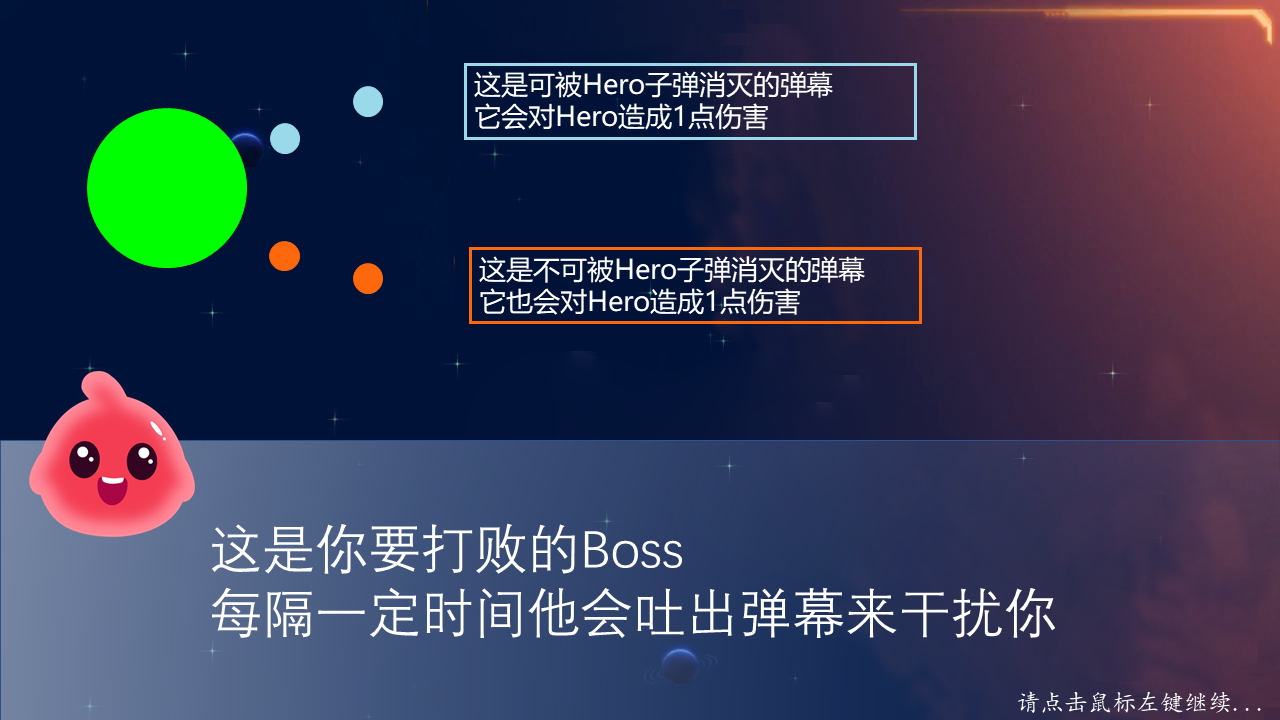 这是可被Hero子弹消灭的弹幕
它会对Hero造成1点伤害
这是不可被Hero子弹消灭的弹幕
它也会对Hero造成1点伤害
这是你要打败的Boss
每隔一定时间他会吐出弹幕来干扰你
请点击鼠标左键继续...